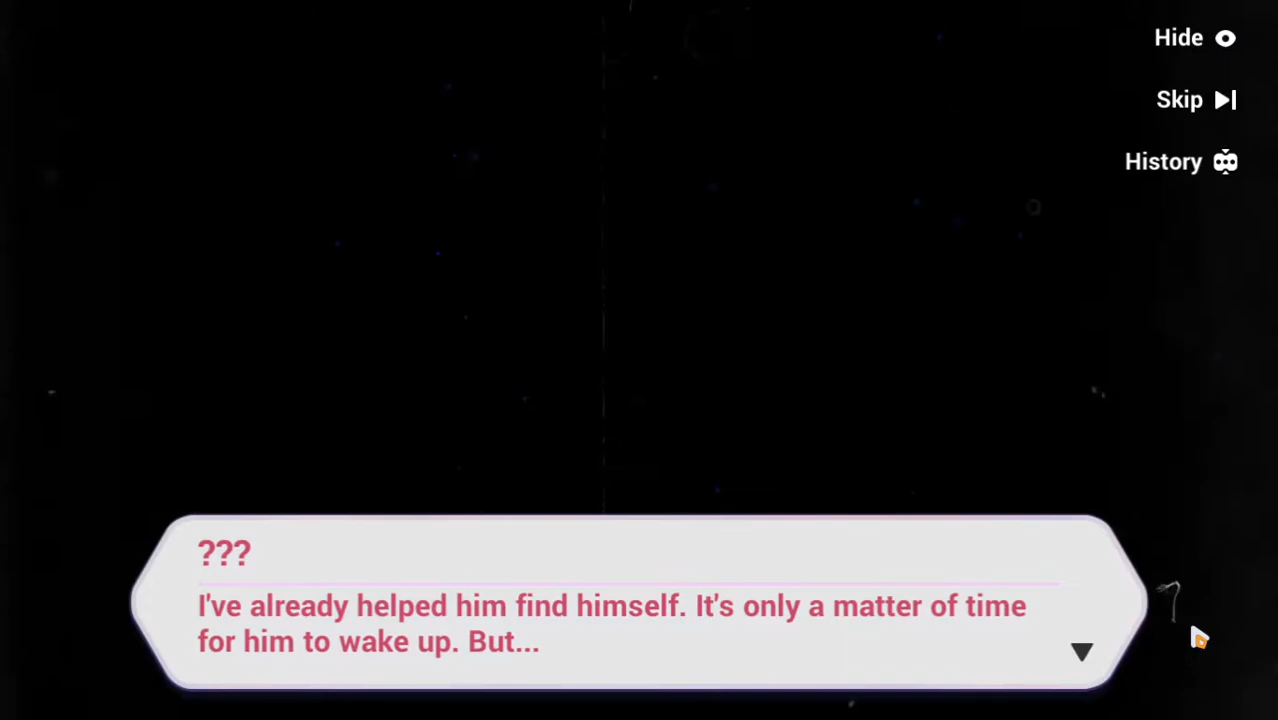 Hide
Skip
History
???
I've already helped him find himself. It's only a matter of time
for him to wake up. But...